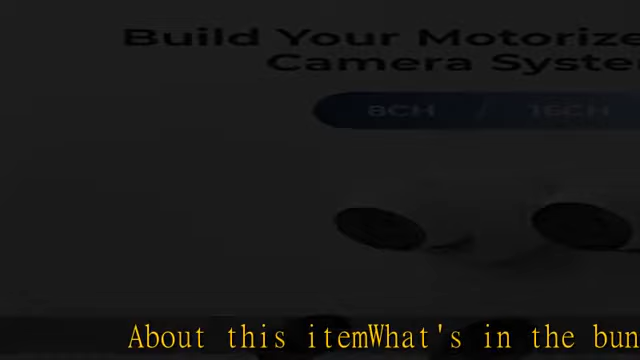 Build Your Motorize
Camera Syste
8CH / 16CH
About this itemWhat's in the bun